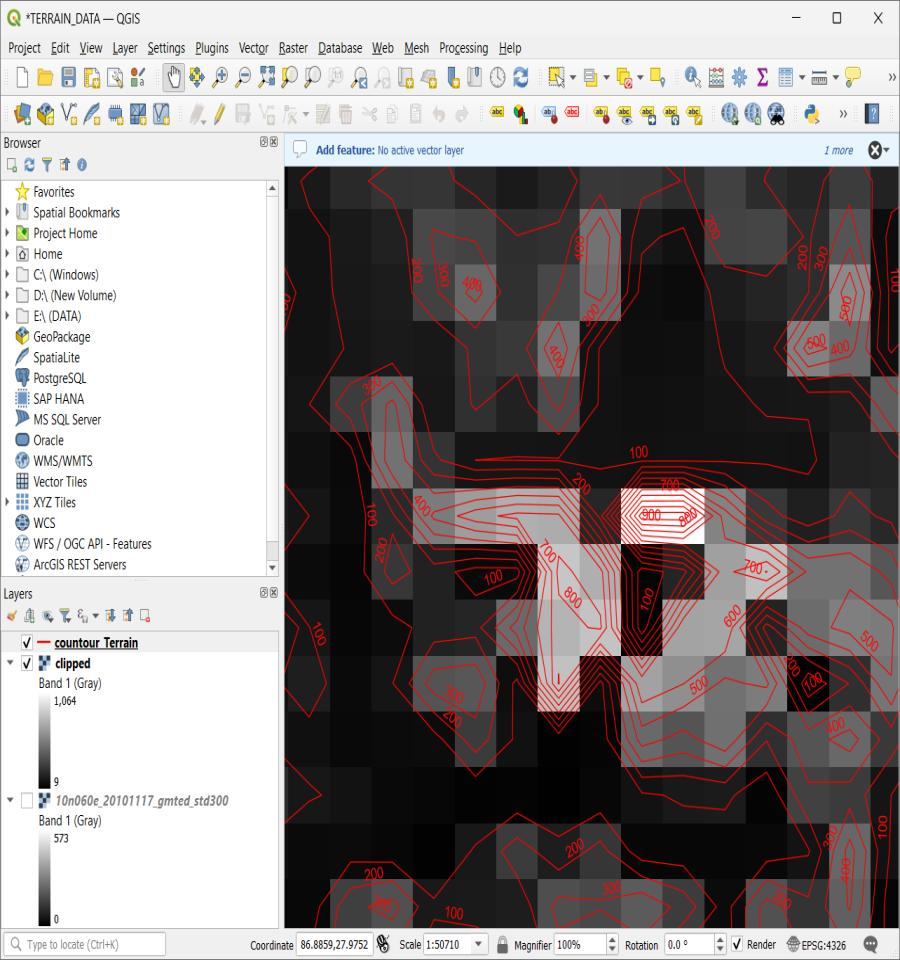 *TERRAIN_DATA — QGIS
Project Edit View Layer Settings Plugins Vector Raster Database Web Mesh Processing Help
Browser
Add feature: No active vector layer 1 more
Favorites
Spatial Bookmarks
Project Home
Home
C:\ (Windows)
D:\ (New Volume)
E:\ (DATA)
GeoPackage
SpatiaLite
PostgreSQL
SAP HANA
MS SQL Server
Oracle
WMS/WMTS
Vector Tiles
XYZ Tiles
WCS
WFS / OGC API - Features
ArcGIS REST Servers
Layers
countour Terrain
clipped
Band 1 (Gray)
1,064
9
10n060e_20101117_gmted_std300
Band 1 (Gray)
573
0
200
400
200
300
400
200
300
300
500
400
500
400
300
100
200
700
400
900
800
100
200
700
100
700
800
100
600
100
500
200
100
300
500
200
400
100
200
300
400
200
300
100
Type to locate (Ctrl+K)
Coordinate 86.8859,27.9752 Scale 1:50710 Magnifier 100% Rotation 0.0 ° Render EPSG:4326